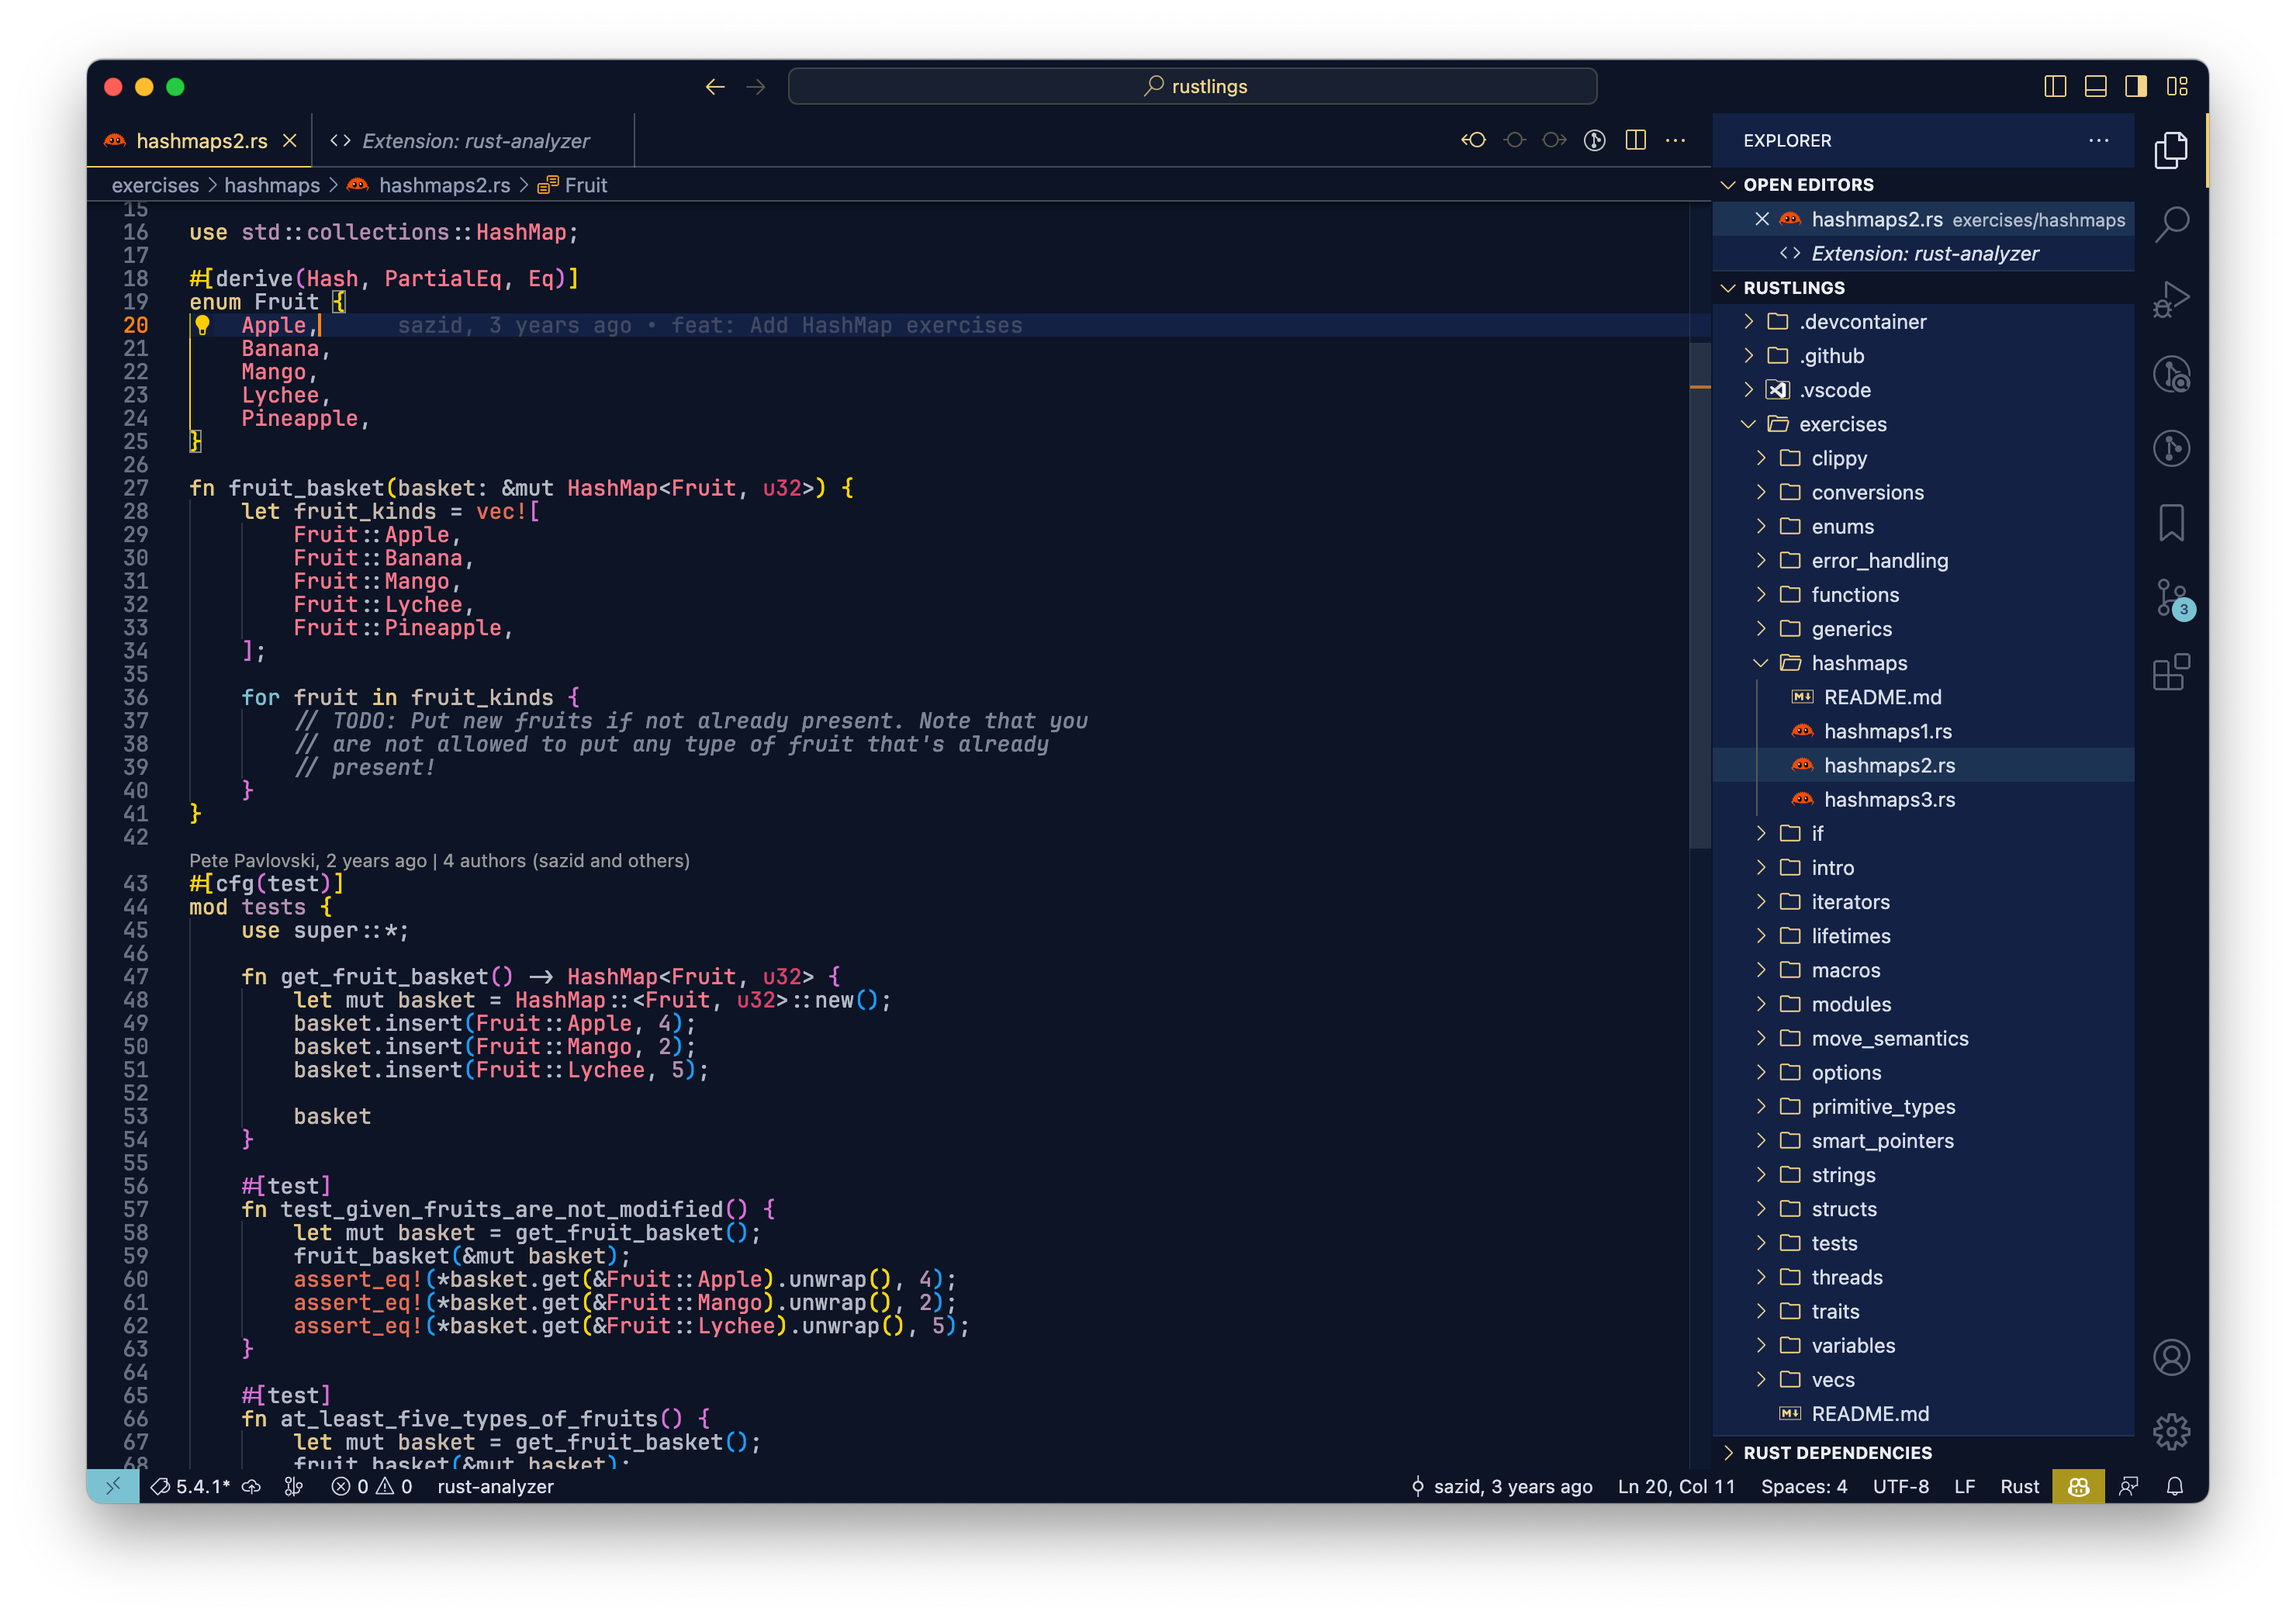 rustlings
hashmaps2.rs
Extension: rust-analyzer
exercises > hashmaps > hashmaps2.rs > Fruit
15
16 use std::collections::HashMap;
17
18 #[derive(Hash, PartialEq, Eq)]
19 enum Fruit {
20     Apple,      sazid, 3 years ago • feat: Add HashMap exercises
21     Banana,
22     Mango,
23     Lychee,
24     Pineapple,
25 }
26
27 fn fruit_basket(basket: &mut HashMap<Fruit, u32>) {
28     let fruit_kinds = vec![
29         Fruit::Apple,
30         Fruit::Banana,
31         Fruit::Mango,
32         Fruit::Lychee,
33         Fruit::Pineapple,
34     ];
35
36     for fruit in fruit_kinds {
37         // TODO: Put new fruits if not already present. Note that you
38         // are not allowed to put any type of fruit that's already
39         // present!
40     }
41 }
42
Pete Pavlovski, 2 years ago | 4 authors (sazid and others)
43 #[cfg(test)]
44 mod tests {
45     use super::*;
46
47     fn get_fruit_basket() -> HashMap<Fruit, u32> {
48         let mut basket = HashMap::<Fruit, u32>::new();
49         basket.insert(Fruit::Apple, 4);
50         basket.insert(Fruit::Mango, 2);
51         basket.insert(Fruit::Lychee, 5);
52
53         basket
54     }
55
56     #[test]
57     fn test_given_fruits_are_not_modified() {
58         let mut basket = get_fruit_basket();
59         fruit_basket(&mut basket);
60         assert_eq!(*basket.get(&Fruit::Apple).unwrap(), 4);
61         assert_eq!(*basket.get(&Fruit::Mango).unwrap(), 2);
62         assert_eq!(*basket.get(&Fruit::Lychee).unwrap(), 5);
63     }
64
65     #[test]
66     fn at_least_five_types_of_fruits() {
67         let mut basket = get_fruit_basket();
68         fruit_basket(&mut basket);
EXPLORER
OPEN EDITORS
hashmaps2.rs exercises/hashmaps
Extension: rust-analyzer
RUSTLINGS
.devcontainer
.github
.vscode
exercises
clippy
conversions
enums
error_handling
functions
generics
hashmaps
README.md
hashmaps1.rs
hashmaps2.rs
hashmaps3.rs
if
intro
iterators
lifetimes
macros
modules
move_semantics
options
primitive_types
smart_pointers
strings
structs
tests
threads
traits
variables
vecs
README.md
RUST DEPENDENCIES
3
5.4.1* 0 0 rust-analyzer
sazid, 3 years ago Ln 20, Col 11 Spaces: 4 UTF-8 LF Rust